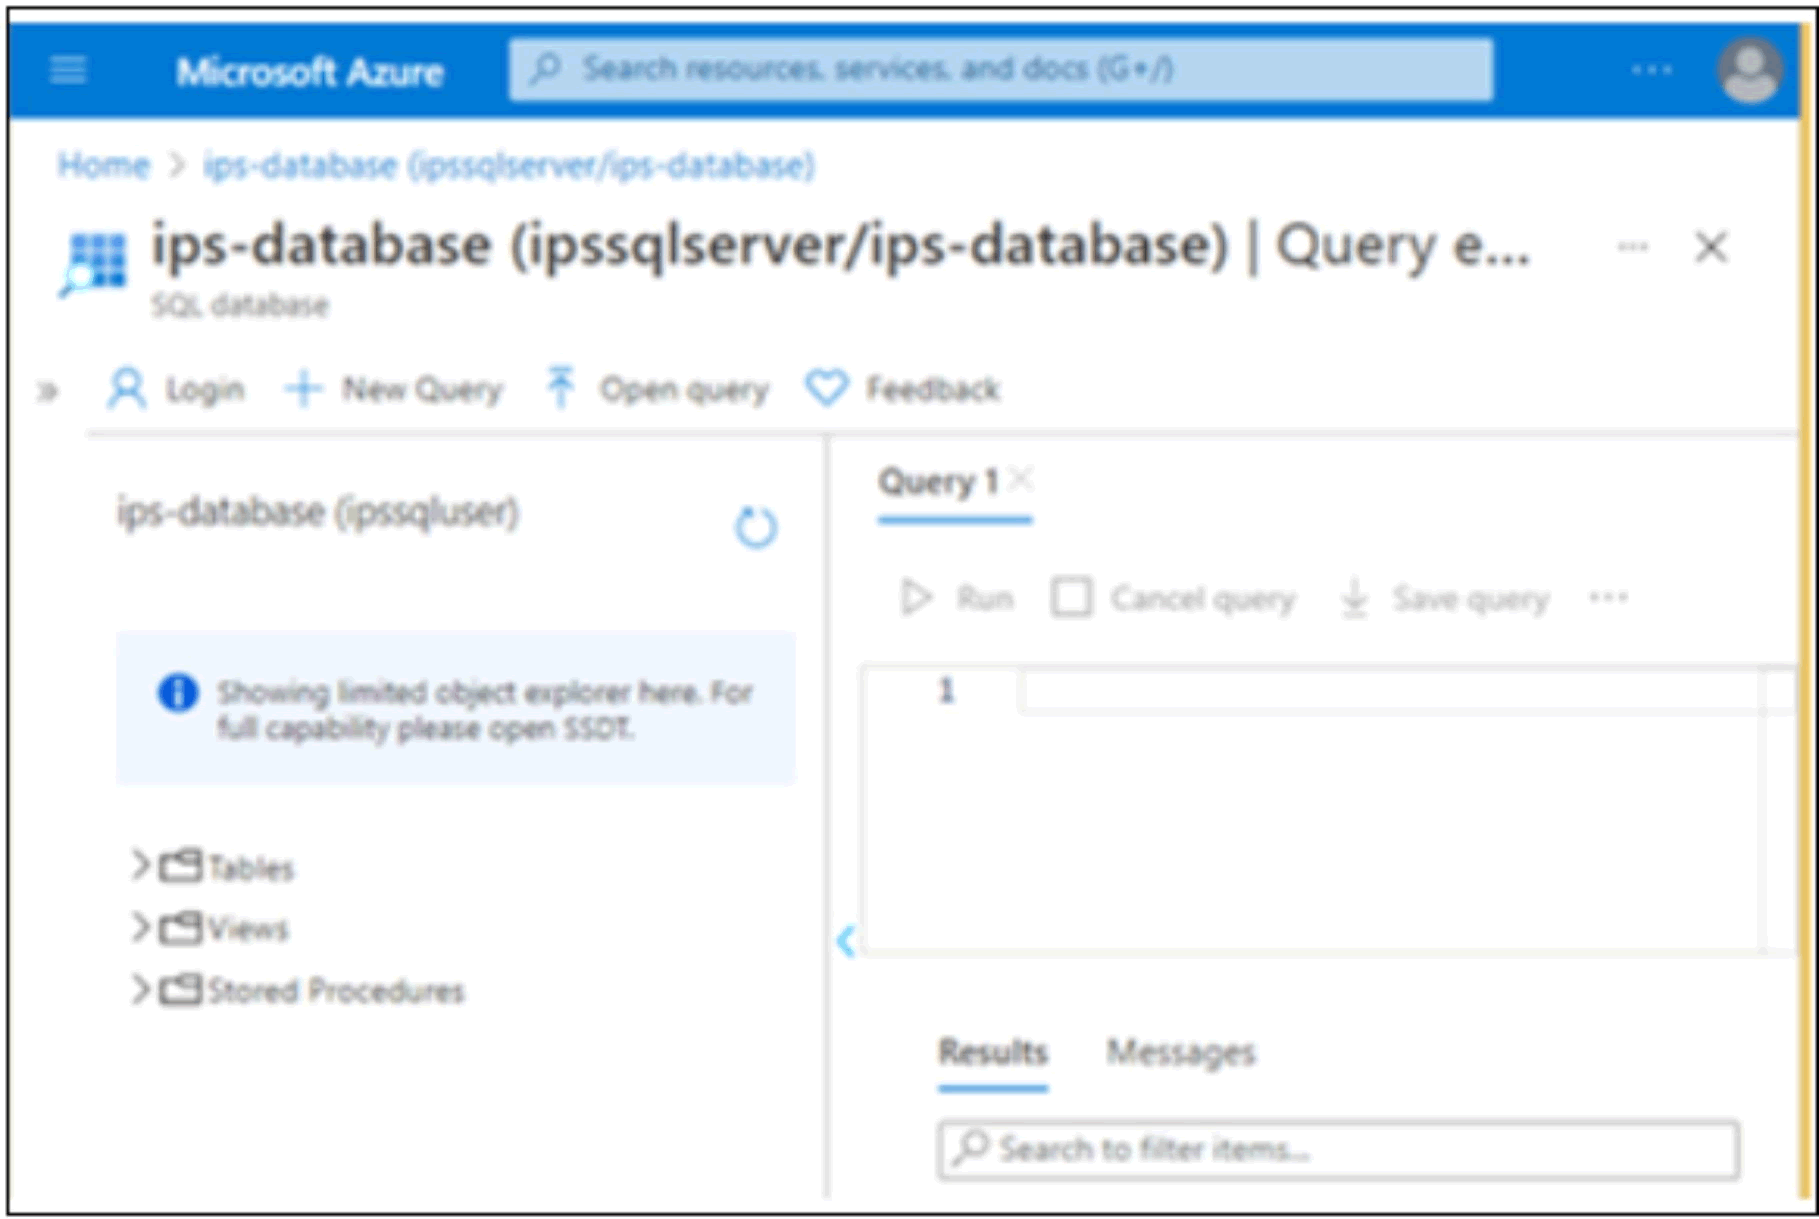 Microsoft Azure
Search resources, services, and docs (G+/)
...
Home > ips-database (ipssqlserver/ips-database)
ips-database (ipssqlserver/ips-database) | Query e...
...
SQL database
» Login New Query Open query Feedback
ips-database (ipssqluser)
Showing limited object explorer here. For
full capability please open SSDT.
Tables
Views
Stored Procedures
Query 1
Run Cancel query Save query ...
1
Results Messages
Search to filter items...